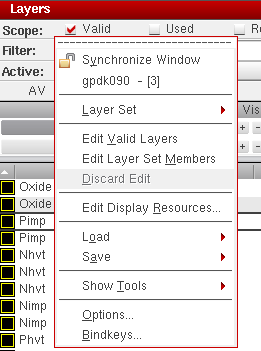 Layers
Scope: Valid Used
Filter:
Active:
AV Vis
Synchronize Window
gpdk090 - [3]
Layer Set
Edit Valid Layers
Edit Layer Set Members
Discard Edit
Edit Display Resources...
Load
Save
Show Tools
Options...
Bindkeys...
Oxide
Oxide
Pimp
Pimp
Nhvt
Nhvt
Nhvt
Nimp
Nimp
Phvt